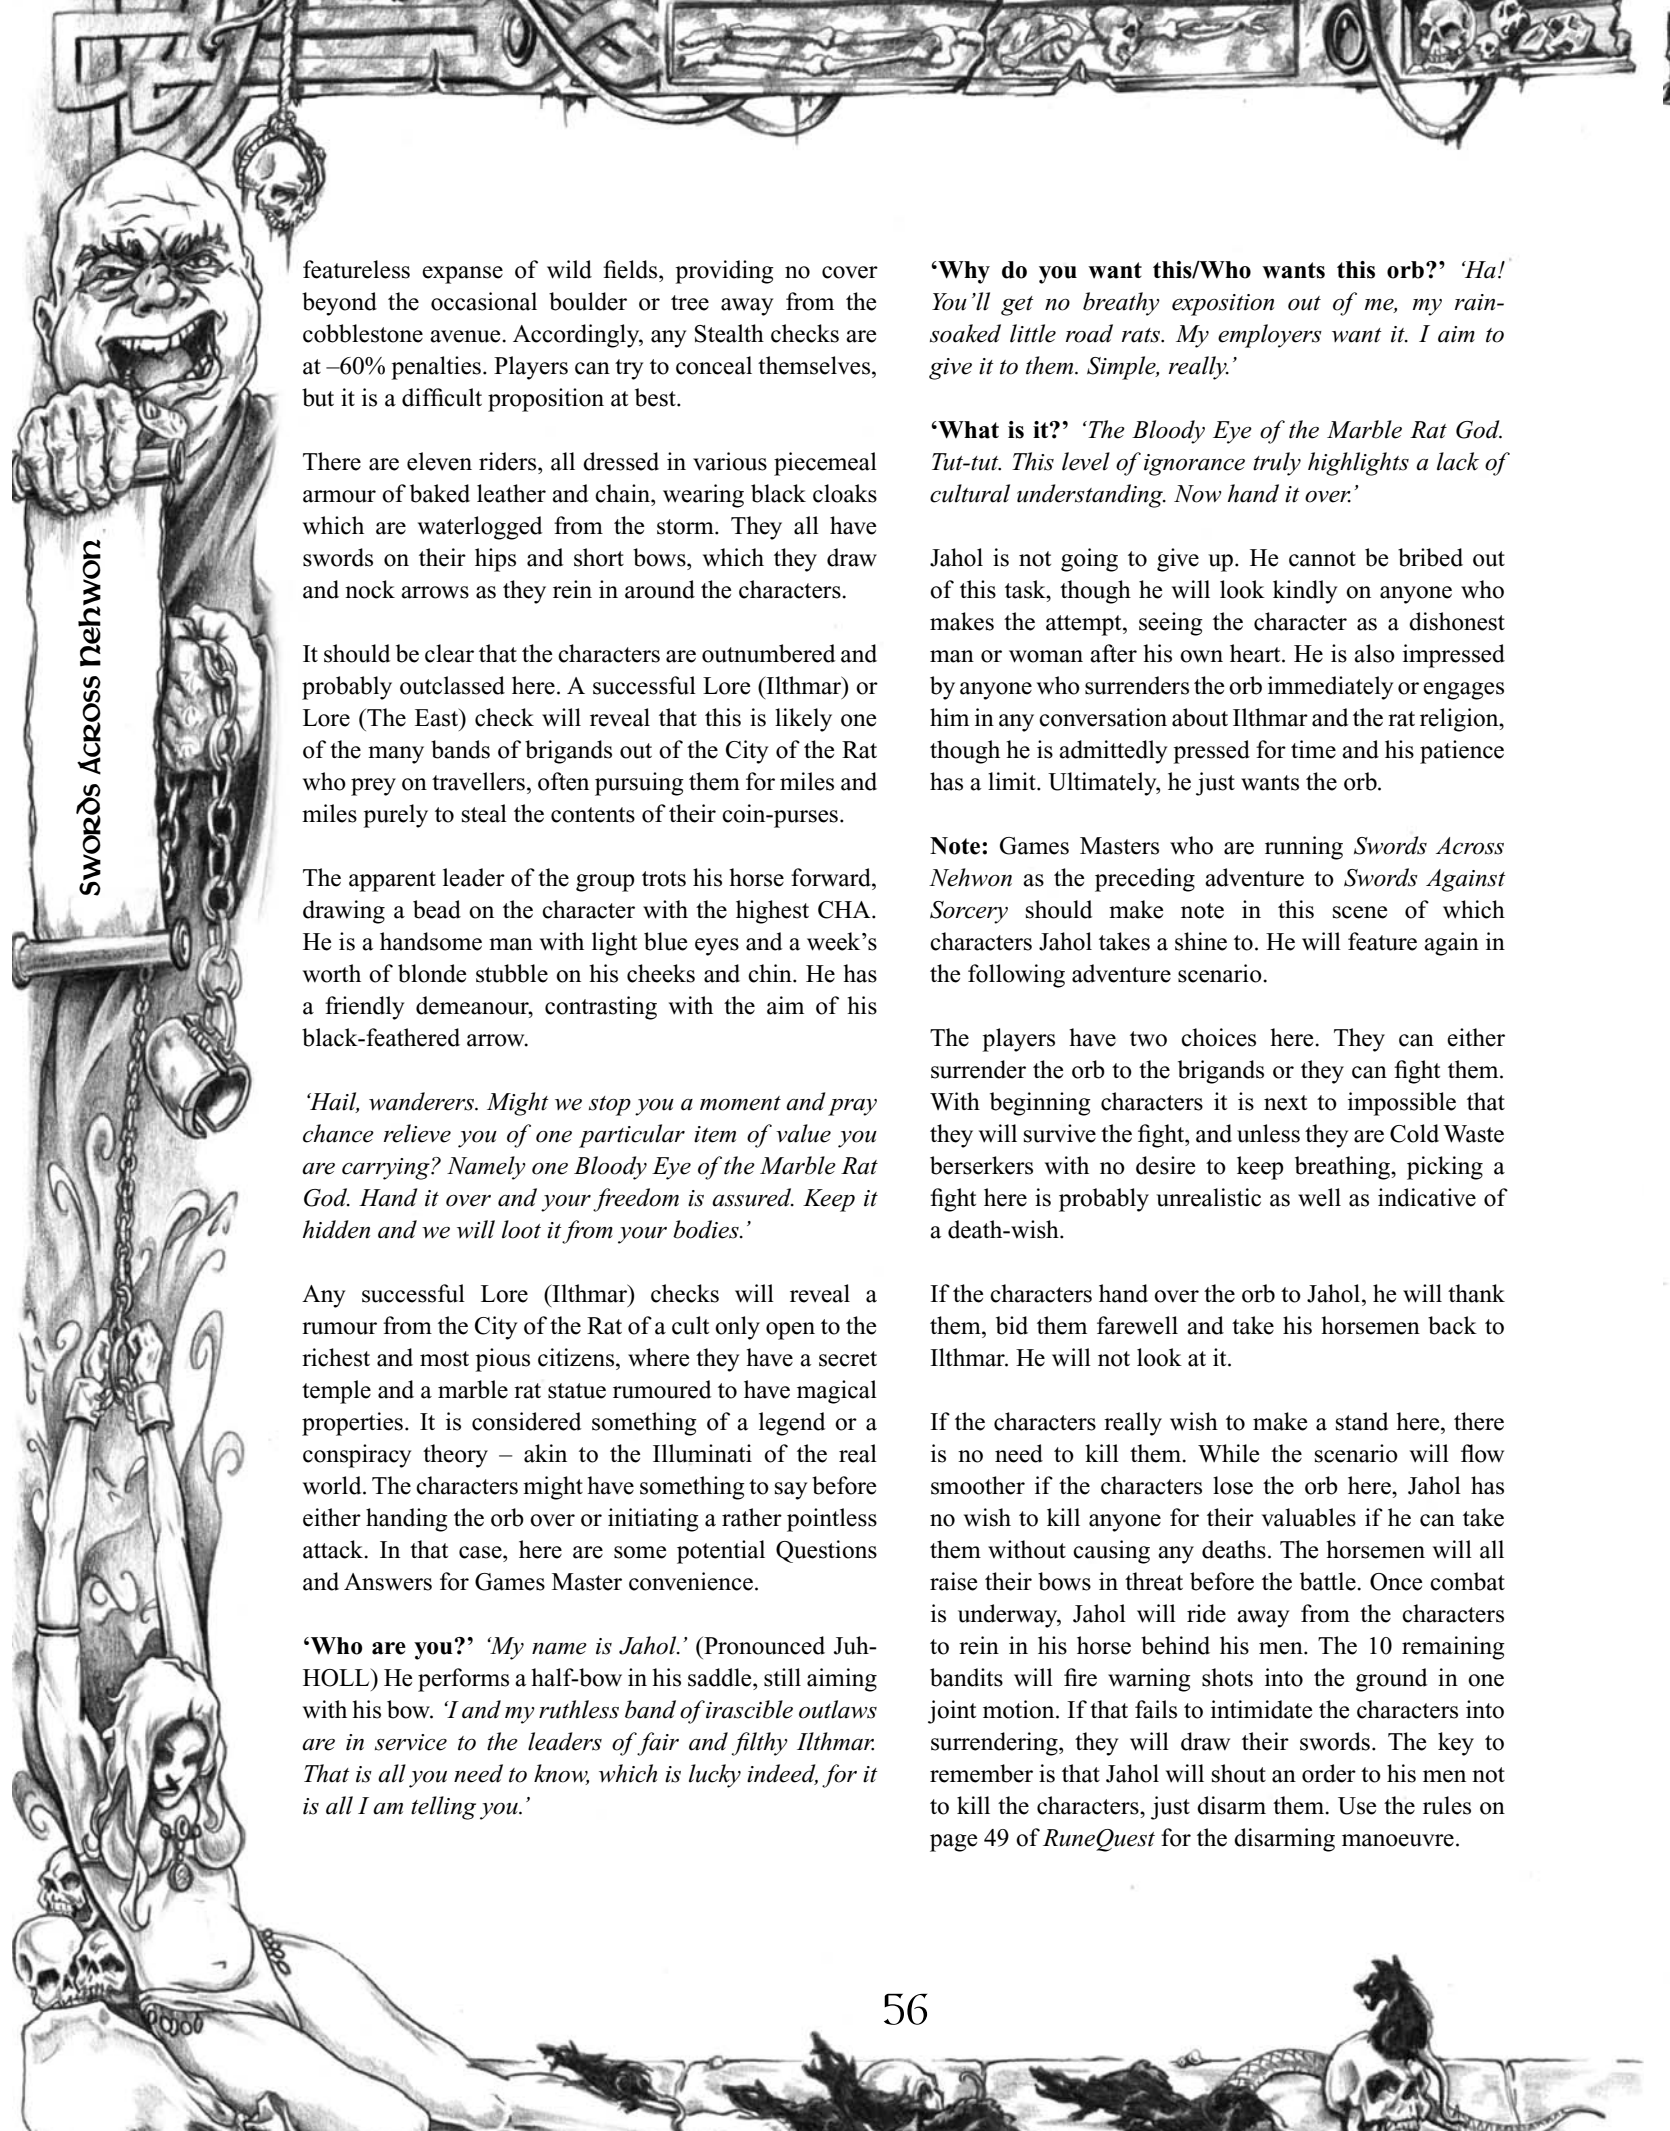 Swords Across Nehwon
featureless expanse of wild fields, providing no cover
beyond the occasional boulder or tree away from the
cobblestone avenue. Accordingly, any Stealth checks are
at –60% penalties. Players can try to conceal themselves,
but it is a difficult proposition at best.
There are eleven riders, all dressed in various piecemeal
armour of baked leather and chain, wearing black cloaks
which are waterlogged from the storm. They all have
swords on their hips and short bows, which they draw
and nock arrows as they rein in around the characters.
It should be clear that the characters are outnumbered and
probably outclassed here. A successful Lore (Ilthmar) or
Lore (The East) check will reveal that this is likely one
of the many bands of brigands out of the City of the Rat
who prey on travellers, often pursuing them for miles and
miles purely to steal the contents of their coin-purses.
The apparent leader of the group trots his horse forward,
drawing a bead on the character with the highest CHA.
He is a handsome man with light blue eyes and a week’s
worth of blonde stubble on his cheeks and chin. He has
a friendly demeanour, contrasting with the aim of his
black-feathered arrow.
‘Hail, wanderers. Might we stop you a moment and pray
chance relieve you of one particular item of value you
are carrying? Namely one Bloody Eye of the Marble Rat
God. Hand it over and your freedom is assured. Keep it
hidden and we will loot it from your bodies.’
Any successful Lore (Ilthmar) checks will reveal a
rumour from the City of the Rat of a cult only open to the
richest and most pious citizens, where they have a secret
temple and a marble rat statue rumoured to have magical
properties. It is considered something of a legend or a
conspiracy theory – akin to the Illuminati of the real
world. The characters might have something to say before
either handing the orb over or initiating a rather pointless
attack. In that case, here are some potential Questions
and Answers for Games Master convenience.
‘Who are you?’ ‘My name is Jahol.’ (Pronounced Juh-
HOLL) He performs a half-bow in his saddle, still aiming
with his bow. ‘I and my ruthless band of irascible outlaws
are in service to the leaders of fair and filthy Ilthmar.
That is all you need to know, which is lucky indeed, for it
is all I am telling you.’
‘Why do you want this/Who wants this orb?’ ‘Ha!
You’ll get no breathy exposition out of me, my rain-
soaked little road rats. My employers want it. I aim to
give it to them. Simple, really.’
‘What is it?’ ‘The Bloody Eye of the Marble Rat God.
Tut-tut. This level of ignorance truly highlights a lack of
cultural understanding. Now hand it over.’
Jahol is not going to give up. He cannot be bribed out
of this task, though he will look kindly on anyone who
makes the attempt, seeing the character as a dishonest
man or woman after his own heart. He is also impressed
by anyone who surrenders the orb immediately or engages
him in any conversation about Ilthmar and the rat religion,
though he is admittedly pressed for time and his patience
has a limit. Ultimately, he just wants the orb.
Note: Games Masters who are running Swords Across
Nehwon as the preceding adventure to Swords Against
Sorcery should make note in this scene of which
characters Jahol takes a shine to. He will feature again in
the following adventure scenario.
The players have two choices here. They can either
surrender the orb to the brigands or they can fight them.
With beginning characters it is next to impossible that
they will survive the fight, and unless they are Cold Waste
berserkers with no desire to keep breathing, picking a
fight here is probably unrealistic as well as indicative of
a death-wish.
If the characters hand over the orb to Jahol, he will thank
them, bid them farewell and take his horsemen back to
Ilthmar. He will not look at it.
If the characters really wish to make a stand here, there
is no need to kill them. While the scenario will flow
smoother if the characters lose the orb here, Jahol has
no wish to kill anyone for their valuables if he can take
them without causing any deaths. The horsemen will all
raise their bows in threat before the battle. Once combat
is underway, Jahol will ride away from the characters
to rein in his horse behind his men. The 10 remaining
bandits will fire warning shots into the ground in one
joint motion. If that fails to intimidate the characters into
surrendering, they will draw their swords. The key to
remember is that Jahol will shout an order to his men not
to kill the characters, just disarm them. Use the rules on
page 49 of RuneQuest for the disarming manoeuvre.
56